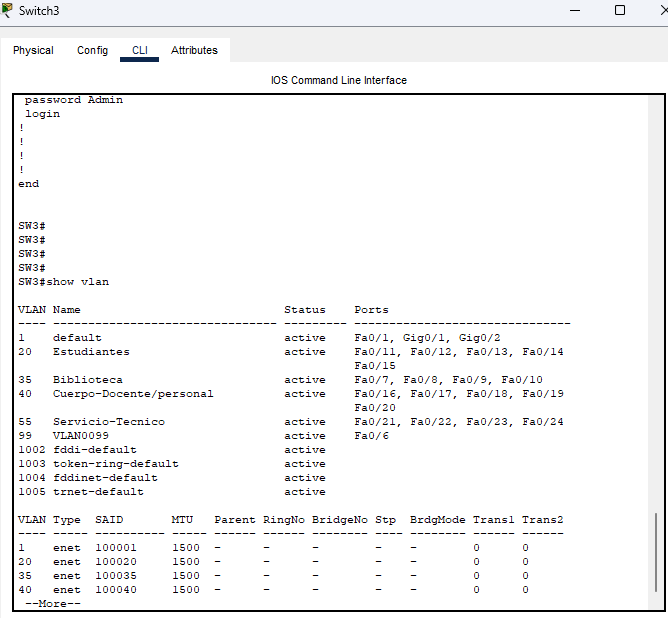 Switch3
Physical Config CLI Attributes
IOS Command Line Interface
password Admin
login
!
!
!
!
end
SW3#
SW3#
SW3#
SW3#
SW3#show vlan
VLAN Name Status Ports
---- -------------------------------- --------- -------------------------------
1 default active Fa0/1, Gig0/1, Gig0/2
20 Estudiantes active Fa0/11, Fa0/12, Fa0/13, Fa0/14
Fa0/15
35 Biblioteca active Fa0/7, Fa0/8, Fa0/9, Fa0/10
40 Cuerpo-Docente/personal active Fa0/16, Fa0/17, Fa0/18, Fa0/19
Fa0/20
55 Servicio-Tecnico active Fa0/21, Fa0/22, Fa0/23, Fa0/24
99 VLAN0099 active Fa0/6
1002 fddi-default active
1003 token-ring-default active
1004 fddinet-default active
1005 trnet-default active
VLAN Type SAID MTU Parent RingNo BridgeNo Stp BrdgMode Trans1 Trans2
---- ----- ---------- ----- ------ ------ -------- ---- -------- ------ ------
1 enet 100001 1500 - - - - - 0 0
20 enet 100020 1500 - - - - - 0 0
35 enet 100035 1500 - - - - - 0 0
40 enet 100040 1500 - - - - - 0 0
--More--